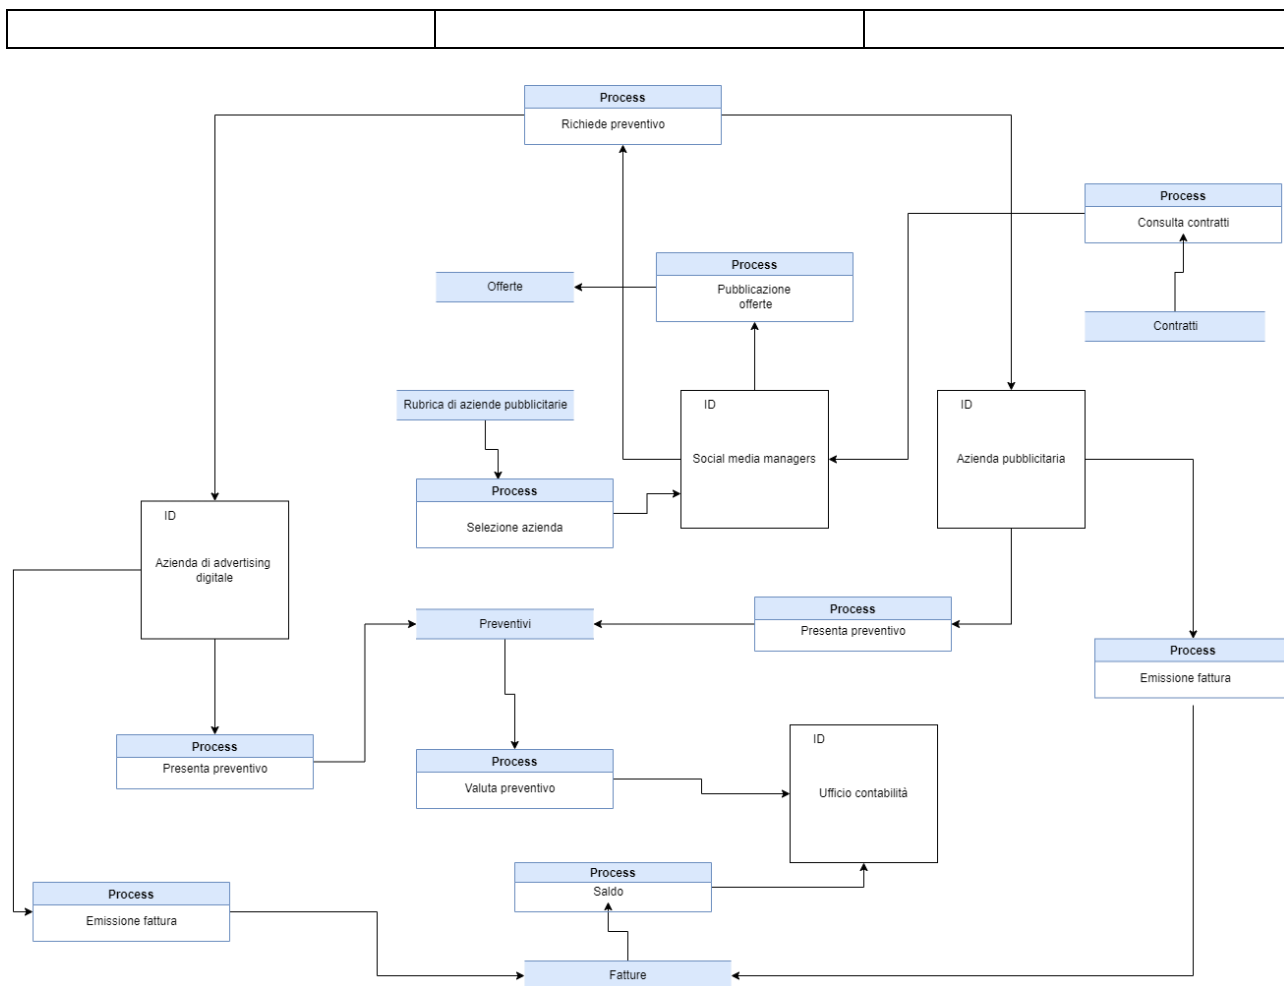 Process
Richiede preventivo
Process
Consulta contratti
Process
Pubblicazione
offerte
Offerte
Contratti
Rubrica di aziende pubblicitarie
ID
Social media managers
ID
Azienda pubblicitaria
Process
Selezione azienda
ID
Azienda di advertising
digitale
Preventivi
Process
Presenta preventivo
Process
Emissione fattura
Process
Presenta preventivo
Process
Valuta preventivo
ID
Ufficio contabilità
Process
Saldo
Process
Emissione fattura
Fatture